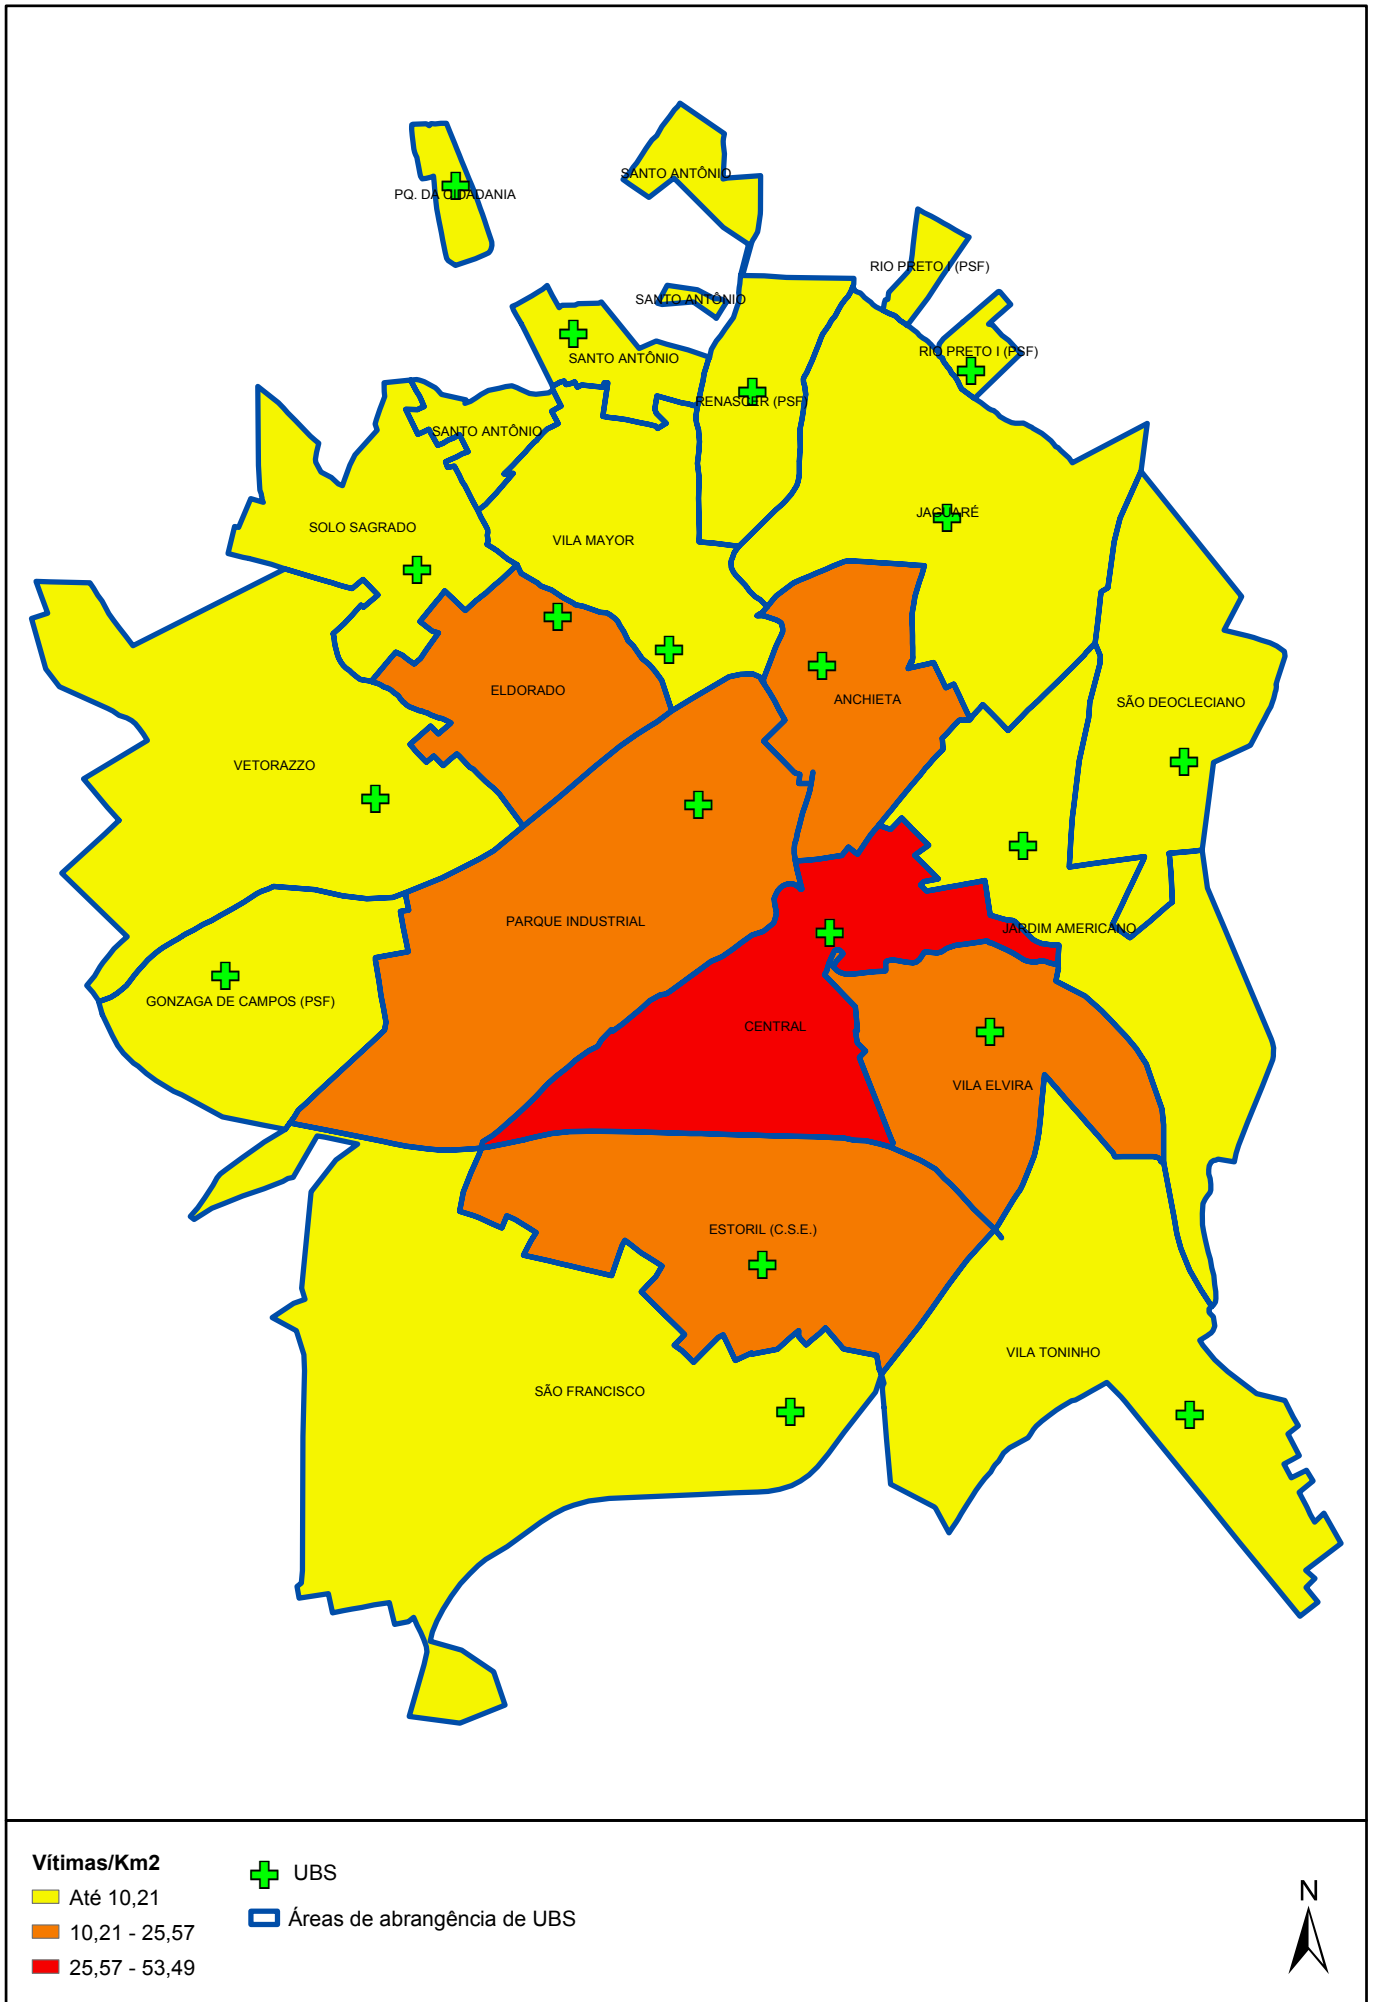 SANTO ANTÔNIO
PQ. DA CIDADANIA
RIO PRETO I (PSF)
SANTO ANTÔNIO
RIO PRETO I (PSF)
SANTO ANTÔNIO
RENASCER (PSF)
SANTO ANTÔNIO
JAGUARÉ
SOLO SAGRADO
VILA MAYOR
ELDORADO
ANCHIETA
SÃO DEOCLECIANO
VETORAZZO
PARQUE INDUSTRIAL
JARDIM AMERICANO
GONZAGA DE CAMPOS (PSF)
CENTRAL
VILA ELVIRA
ESTORIL (C.S.E.)
VILA TONINHO
SÃO FRANCISCO
Vítimas/Km2
Até 10,21
10,21 - 25,57
25,57 - 53,49
UBS
Áreas de abrangência de UBS
N